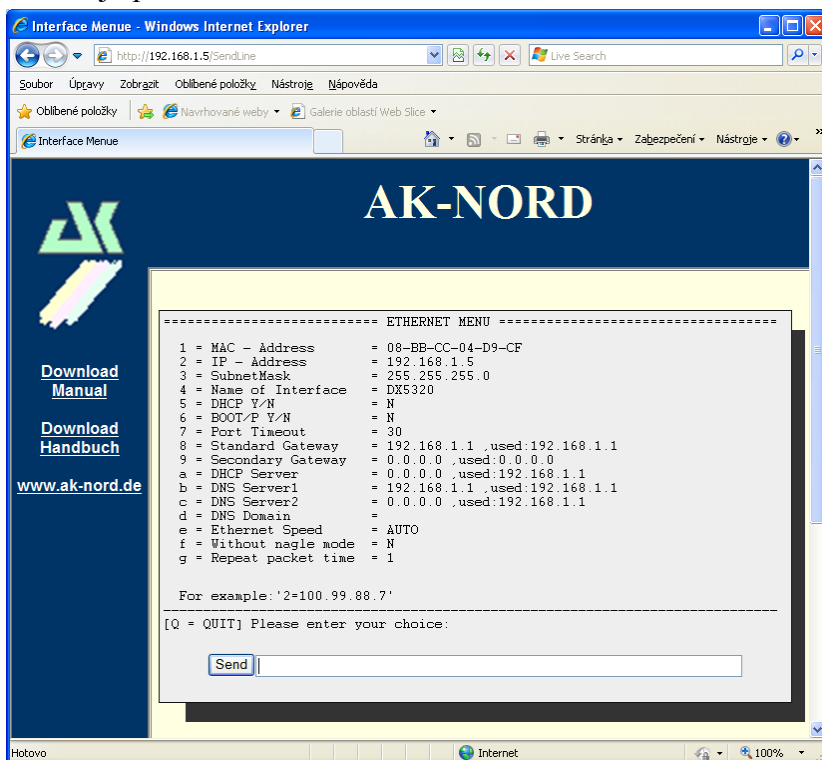 Interface Menue - Windows Internet Explorer
http://192.168.1.5/SendLine
Live Search
Soubor Úpravy Zobrazit Oblíbené položky Nástroje Nápověda
Oblíbené položky Navrhované weby Galerie oblastí Web Slice
Interface Menue Stránka Zabezpečení Nástroje »
AK-NORD
Download
Manual
Download
Handbuch
www.ak-nord.de
========================== ETHERNET MENU ==================================
1 = MAC - Address = 08-BB-CC-04-D9-CF
2 = IP - Address = 192.168.1.5
3 = SubnetMask = 255.255.255.0
4 = Name of Interface = DX5320
5 = DHCP Y/N = N
6 = BOOT/P Y/N = N
7 = Port Timeout = 30
8 = Standard Gateway = 192.168.1.1 ,used:192.168.1.1
9 = Secondary Gateway = 0.0.0.0 ,used:0.0.0.0
a = DHCP Server = 0.0.0.0 ,used:192.168.1.1
b = DNS Server1 = 192.168.1.1 ,used:192.168.1.1
c = DNS Server2 = 0.0.0.0 ,used:192.168.1.1
d = DNS Domain =
e = Ethernet Speed = AUTO
f = Without nagle mode = N
g = Repeat packet time = 1
For example:'2=100.99.88.7'
[Q = QUIT] Please enter your choice:
Send
Hotovo Internet 100%